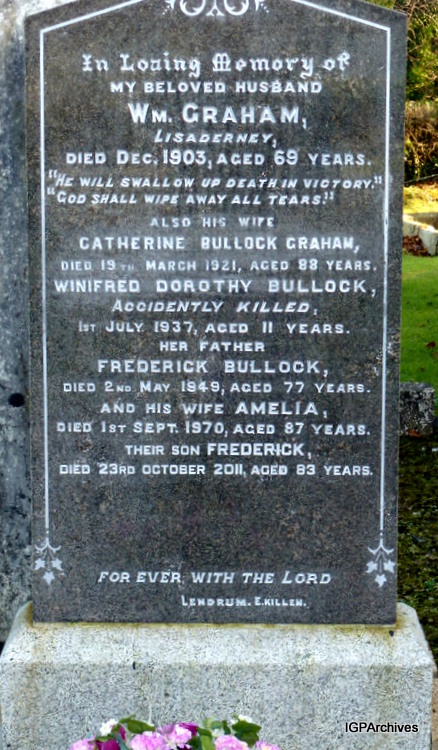 In Loving Memory of
MY BELOVED HUSBAND
WM. GRAHAM,
LISADERNEY,
DIED DEC. 1903, AGED 69 YEARS.
"HE WILL SWALLOW UP DEATH IN VICTORY."
"GOD SHALL WIPE AWAY ALL TEARS."
ALSO HIS WIFE
CATHERINE BULLOCK GRAHAM,
DIED 19TH MARCH 1921, AGED 88 YEARS.
WINIFRED DOROTHY BULLOCK,
ACCIDENTLY KILLED,
1ST JULY 1937, AGED 11 YEARS.
HER FATHER
FREDERICK BULLOCK,
DIED 2ND MAY 1949, AGED 77 YEARS.
AND HIS WIFE AMELIA,
DIED 1ST SEPT. 1970, AGED 87 YEARS.
THEIR SON FREDERICK,
DIED 23RD OCTOBER 2011, AGED 83 YEARS.
FOR EVER, WITH THE LORD
LENDRUM. E.KILLEN.
IGPArchives